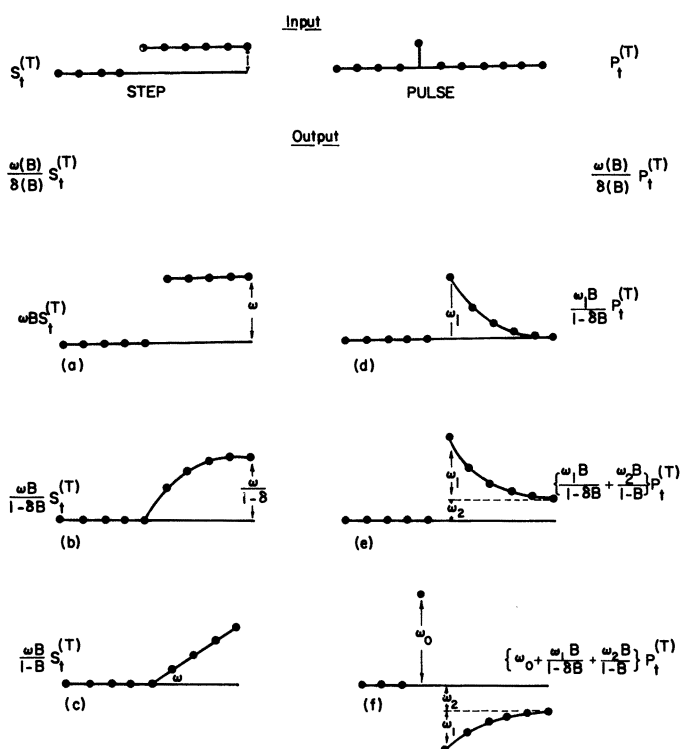 Input
S_t^(T)
STEP
PULSE
P_t^(T)
Output
ω(B)/δ(B) S_t^(T)
ω(B)/δ(B) P_t^(T)
ωBS_t^(T)
ω
(a)
ω₁
ω₁B/1-δB P_t^(T)
(d)
ωB/1-δB S_t^(T)
ω/1-δ
(b)
ω₁
ω₂
{ω₁B/1-δB + ω₂B/1-B}P_t^(T)
(e)
ωB/1-B S_t^(T)
ω
(c)
ω₀
{ω₀+ω₁B/1-δB + ω₂B/1-B} P_t^(T)
ω₂
ω₁
(f)